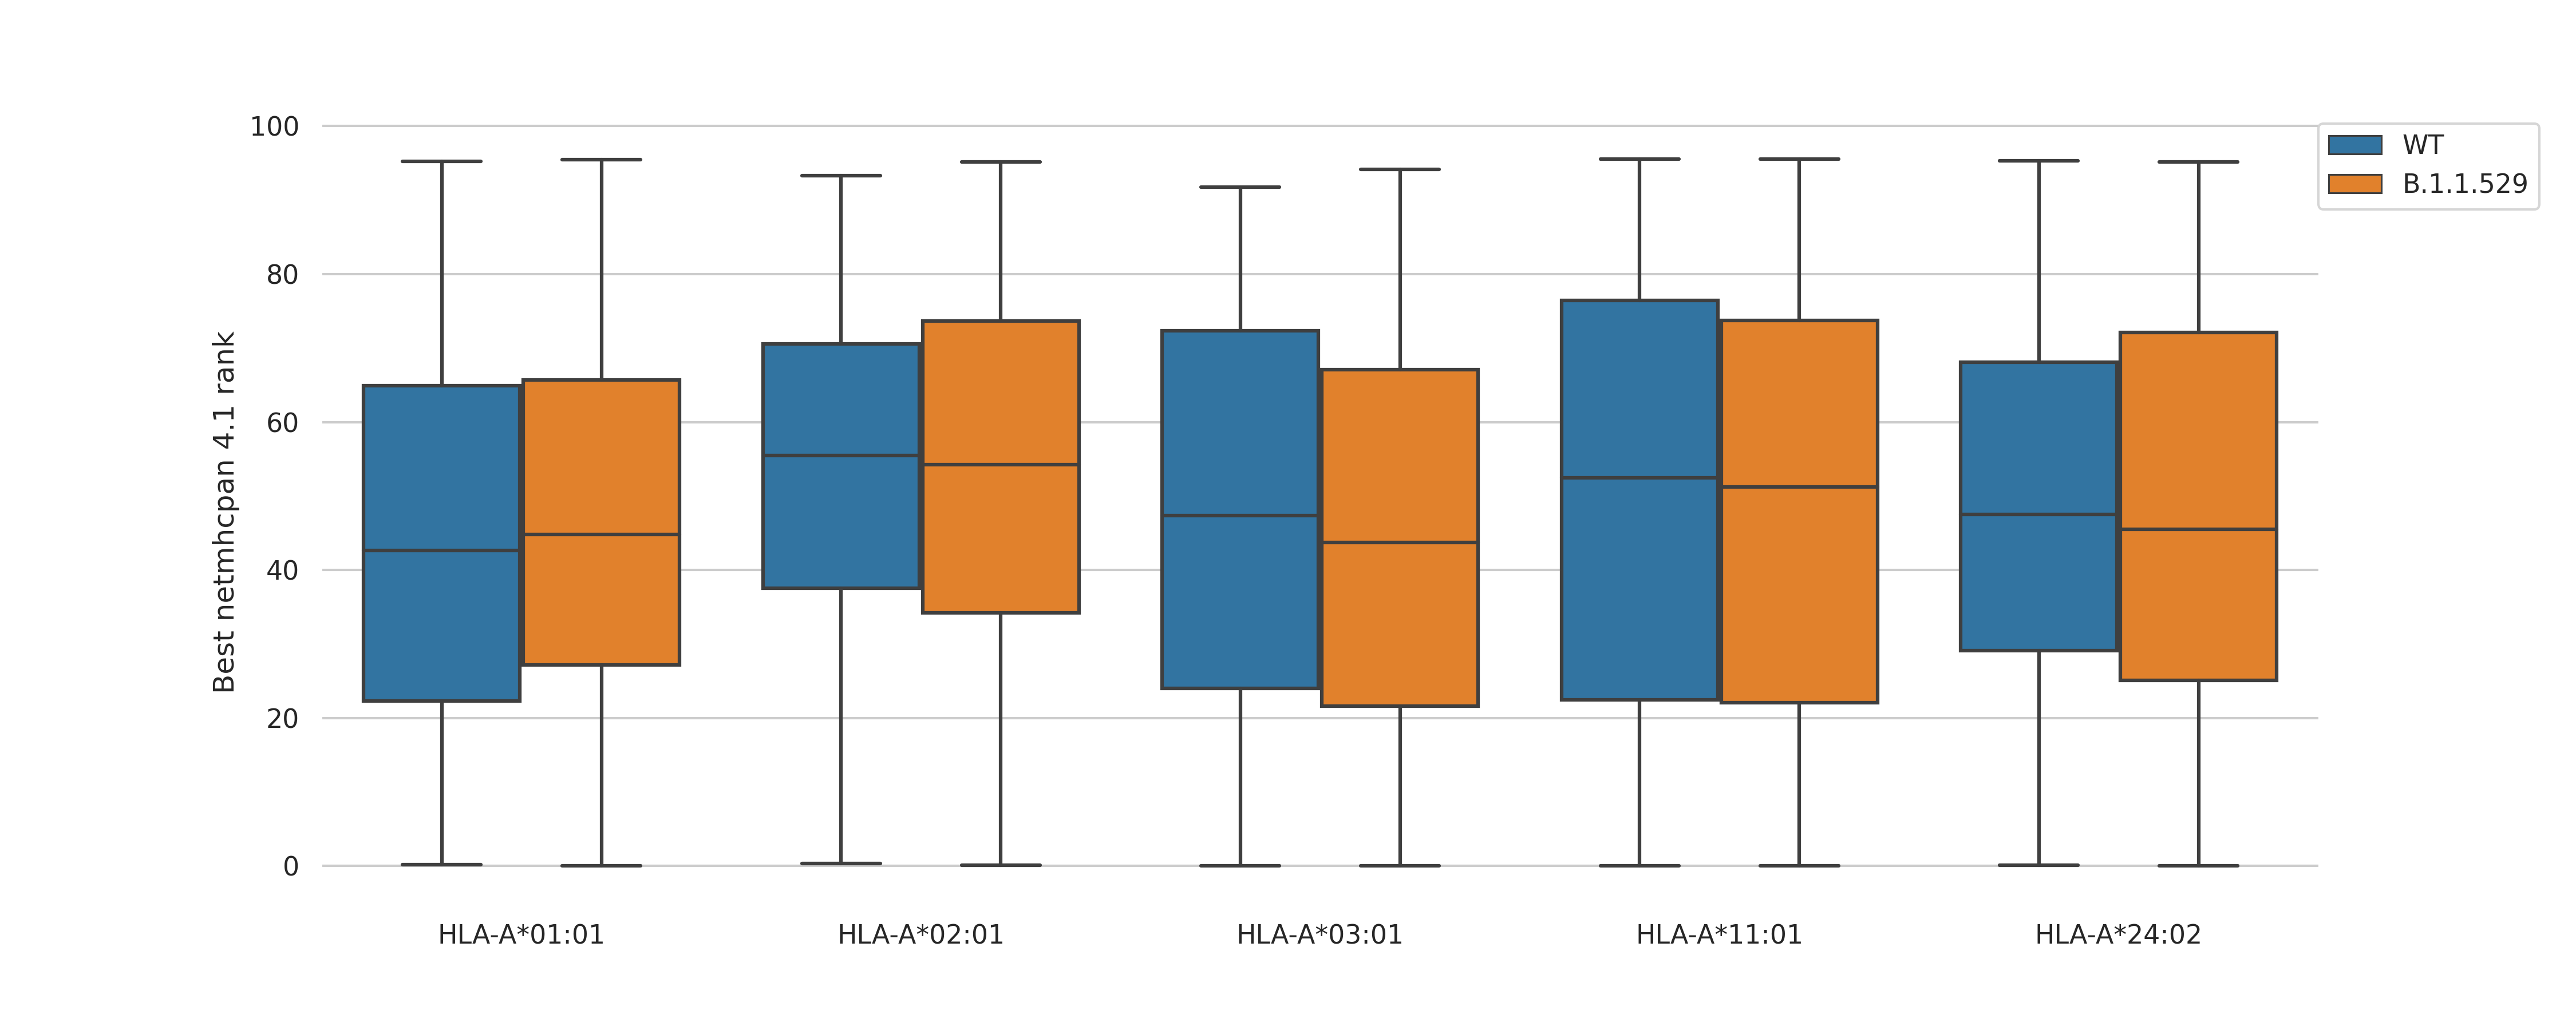 100
80
60
40
20
0
Best netmhcpan 4.1 rank
WT
B.1.1.529
HLA-A*01:01
HLA-A*02:01
HLA-A*03:01
HLA-A*11:01
HLA-A*24:02